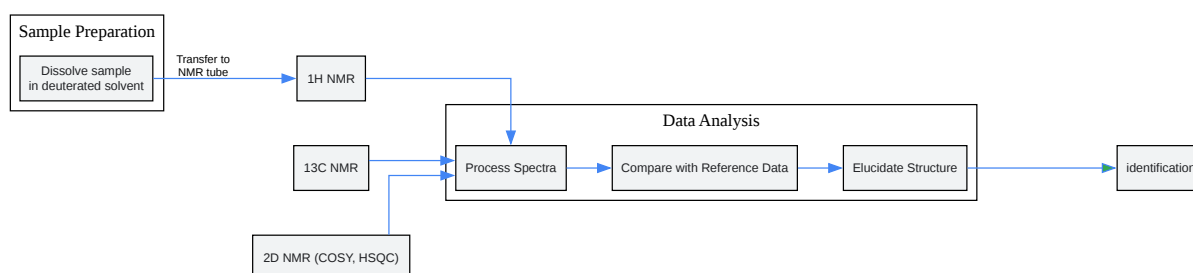 Sample Preparation
Dissolve sample
in deuterated solvent
Transfer to
NMR tube
1H NMR
Data Analysis
13C NMR
Process Spectra
Compare with Reference Data
Elucidate Structure
identification
2D NMR (COSY, HSQC)